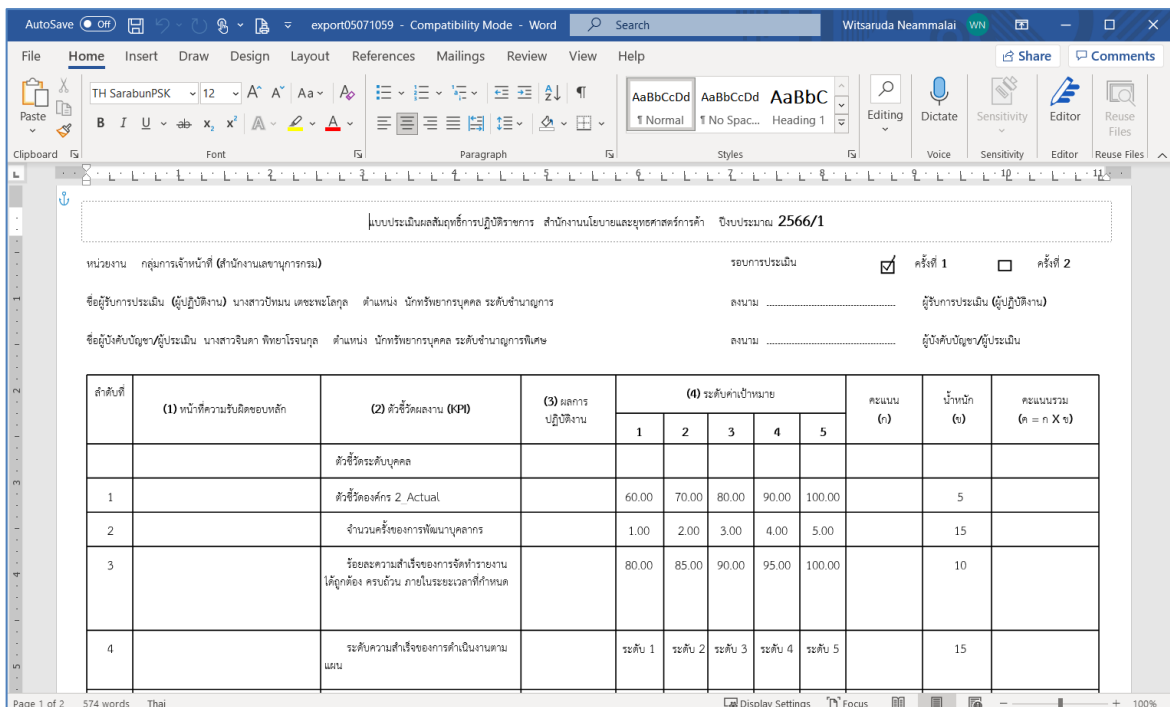 AutoSave Off export05071059 - Compatibility Mode - Word Search Witsaruda Neammalai WN
File Home Insert Draw Design Layout References Mailings Review View Help Share Comments
TH SarabunPSK 12 A^ A˅ Aa A
Paste B I U ab x₂ x² A A
AaBbCcDd AaBbCcDd AaBbC
¶ Normal ¶ No Spac... Heading 1
Editing Dictate Sensitivity Editor Reuse Files
Clipboard Font Paragraph Styles Voice Sensitivity Editor Reuse Files
1 2 3 4 5 6 7 8 9 10 11
แบบประเมินผลสัมฤทธิ์การปฏิบัติราชการ สำนักงานนโยบายและยุทธศาสตร์การค้า ปีงบประมาณ 2566/1
หน่วยงาน กลุ่มการเจ้าหน้าที่ (สำนักงานเลขานุการกรม) รอบการประเมิน ☑ ครั้งที่ 1 ☐ ครั้งที่ 2
ชื่อผู้รับการประเมิน (ผู้ปฏิบัติงาน) นางสาวปัทมน เตชะพะโลกุล ตำแหน่ง นักทรัพยากรบุคคล ระดับชำนาญการ ลงนาม ............................................ ผู้รับการประเมิน (ผู้ปฏิบัติงาน)
ชื่อผู้บังคับบัญชา/ผู้ประเมิน นางสาวจินดา พิทยาโรจนกุล ตำแหน่ง นักทรัพยากรบุคคล ระดับชำนาญการพิเศษ ลงนาม ............................................ ผู้บังคับบัญชา/ผู้ประเมิน
ลำดับที่ (1) หน้าที่ความรับผิดชอบหลัก (2) ตัวชี้วัดผลงาน (KPI) (3) ผลการปฏิบัติงาน (4) ระดับค่าเป้าหมาย คะแนน (ก) น้ำหนัก (ข) คะแนนรวม (ค = ก X ข)
1 2 3 4 5
ตัวชี้วัดระดับบุคคล
1 ตัวชี้วัดองค์กร 2_Actual 60.00 70.00 80.00 90.00 100.00 5
2 จำนวนครั้งของการพัฒนาบุคลากร 1.00 2.00 3.00 4.00 5.00 15
3 ร้อยละความสำเร็จของการจัดทำรายงาน 80.00 85.00 90.00 95.00 100.00 10
ได้ถูกต้อง ครบถ้วน ภายในระยะเวลาที่กำหนด
4 ระดับความสำเร็จของการดำเนินงานตาม ระดับ 1 ระดับ 2 ระดับ 3 ระดับ 4 ระดับ 5 15
แผน
Page 1 of 2 574 words Thai Display Settings Focus 100%